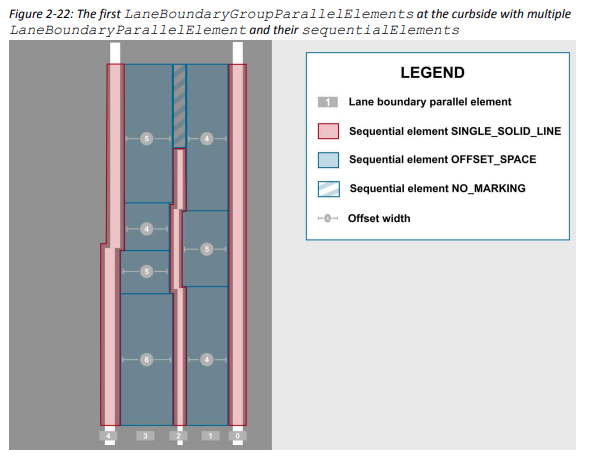 Figure 2-22: The first LaneBoundaryGroupParallelElements at the curbside with multiple
LaneBoundaryParallelElement and their sequentialElements
LEGEND
1 Lane boundary parallel element
Sequential element SINGLE_SOLID_LINE
Sequential element OFFSET_SPACE
Sequential element NO_MARKING
0 Offset width
5 4
4
5
5
6 4
4 3 2 1 0